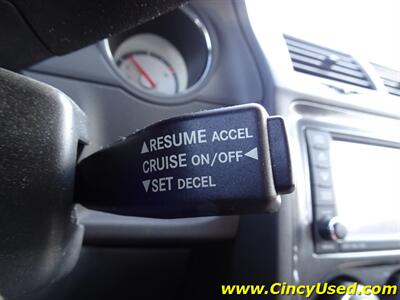 ▲RESUME ACCEL
CRUISE ON/OFF◄
▼SET DECEL
www.CincyUsed.com